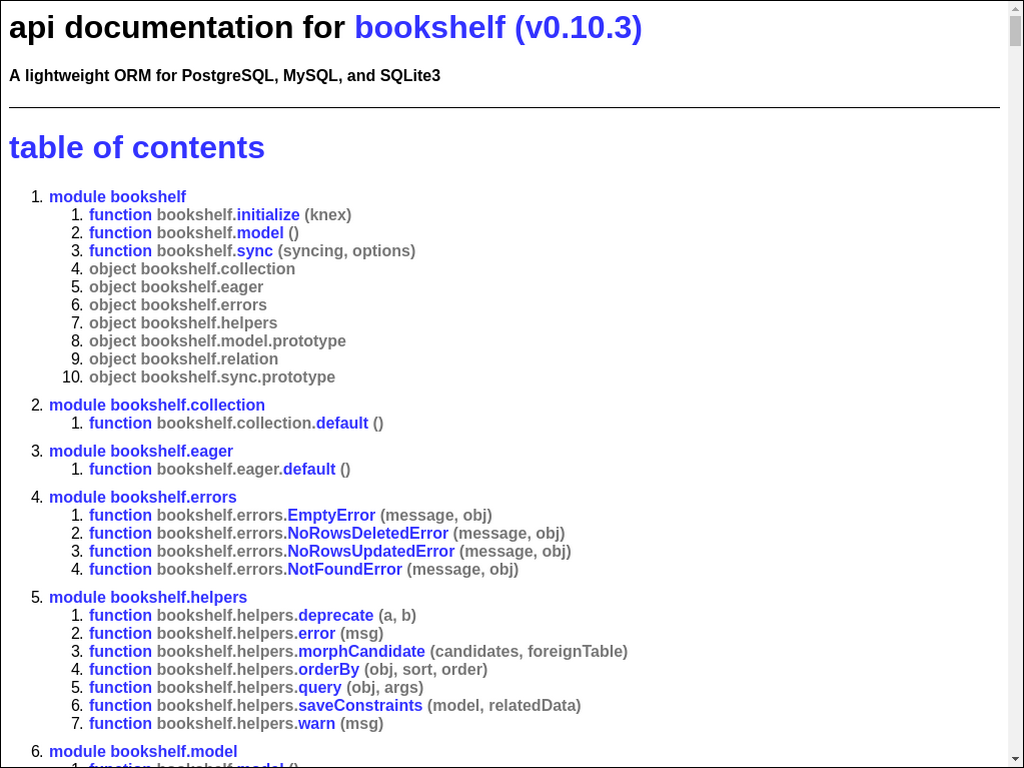 api documentation for bookshelf (v0.10.3)
A lightweight ORM for PostgreSQL, MySQL, and SQLite3
table of contents
1. module bookshelf
1. function bookshelf.initialize (knex)
2. function bookshelf.model ()
3. function bookshelf.sync (syncing, options)
4. object bookshelf.collection
5. object bookshelf.eager
6. object bookshelf.errors
7. object bookshelf.helpers
8. object bookshelf.model.prototype
9. object bookshelf.relation
10. object bookshelf.sync.prototype
2. module bookshelf.collection
1. function bookshelf.collection.default ()
3. module bookshelf.eager
1. function bookshelf.eager.default ()
4. module bookshelf.errors
1. function bookshelf.errors.EmptyError (message, obj)
2. function bookshelf.errors.NoRowsDeletedError (message, obj)
3. function bookshelf.errors.NoRowsUpdatedError (message, obj)
4. function bookshelf.errors.NotFoundError (message, obj)
5. module bookshelf.helpers
1. function bookshelf.helpers.deprecate (a, b)
2. function bookshelf.helpers.error (msg)
3. function bookshelf.helpers.morphCandidate (candidates, foreignTable)
4. function bookshelf.helpers.orderBy (obj, sort, order)
5. function bookshelf.helpers.query (obj, args)
6. function bookshelf.helpers.saveConstraints (model, relatedData)
7. function bookshelf.helpers.warn (msg)
6. module bookshelf.model
1. function bookshelf.model.model ()